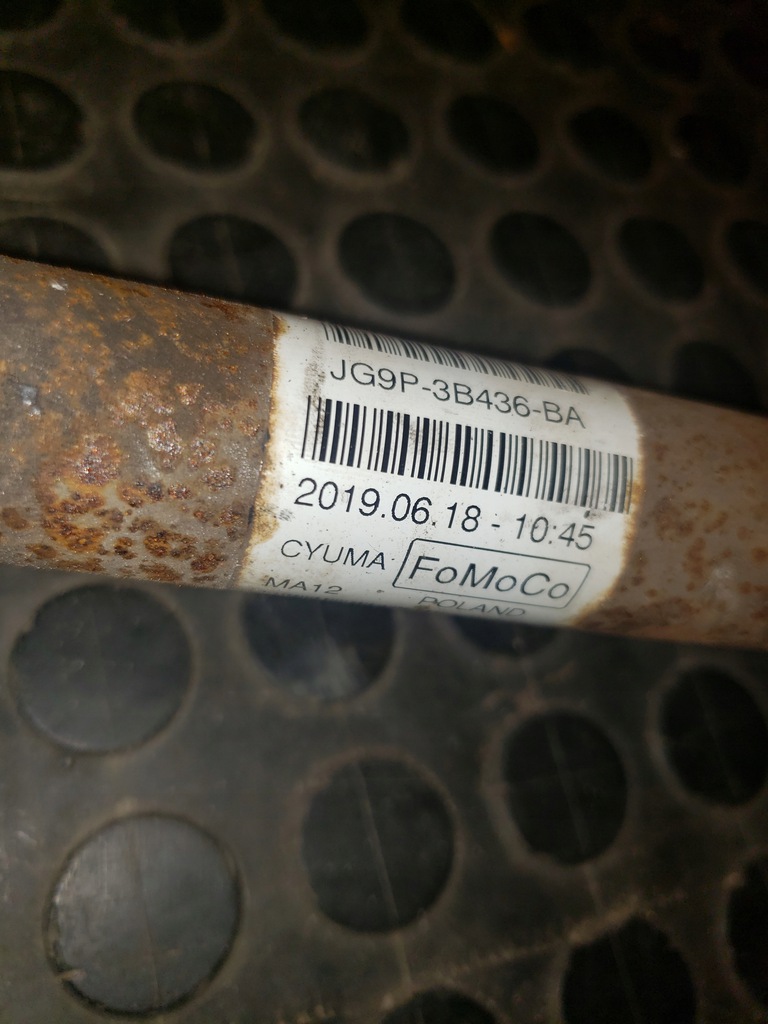 JG9P-3B436-BA
2019.06.18 - 10:45
CYUMA FoMoCo
MA12 POLAND